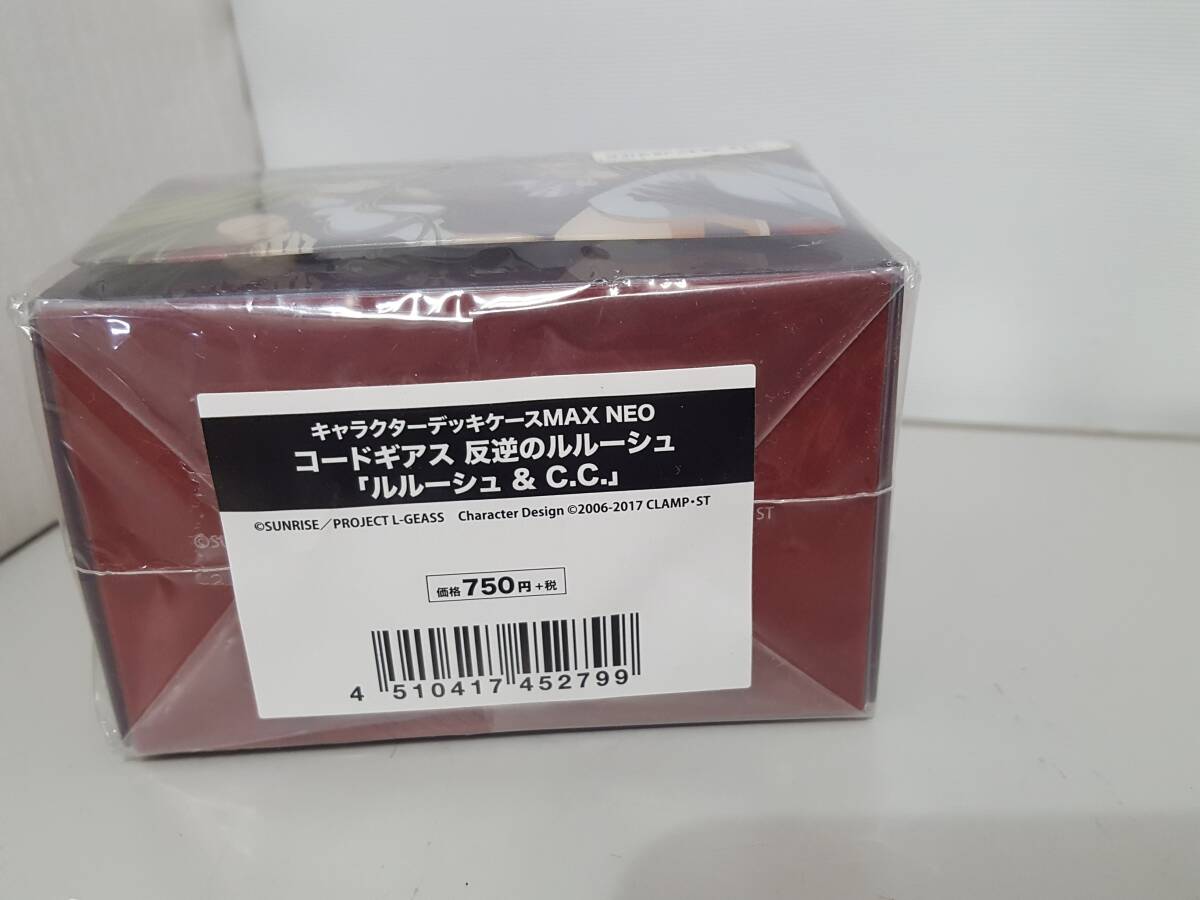 キャラクターデッキケースMAX NEO
コードギアス 反逆のルルーシュ
「ルルーシュ & C.C.」
©SUNRISE／PROJECT L-GEASS Character Design ©2006-2017 CLAMP・ST
ST
価格750円+税
4 510417 452799